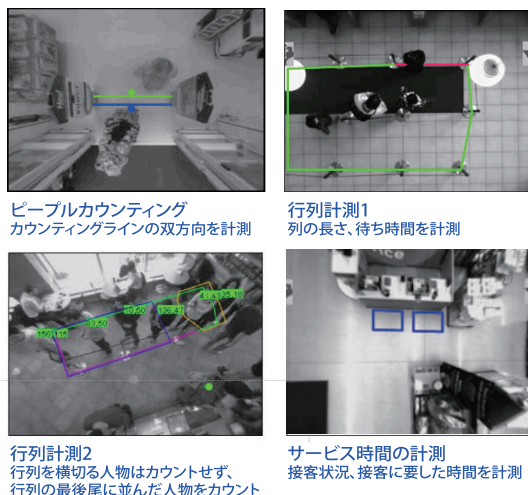 ピープルカウンティング
カウンティングラインの双方向を計測
行列計測1
列の長さ、待ち時間を計測
行列計測2
行列を横切る人物はカウントせず、
行列の最後尾に並んだ人物をカウント
サービス時間の計測
接客状況、接客に要した時間を計測